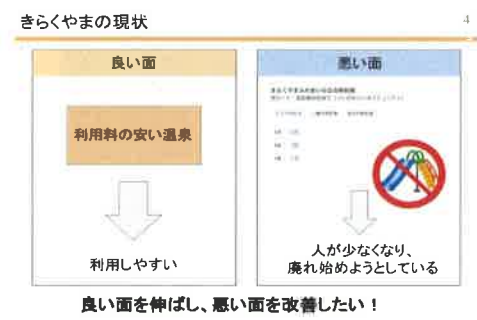 きらくやまの現状
4
良い面
利用料の安い温泉
利用しやすい
悪い面
人が少なくなり、
廃れ始めようとしている
良い面を伸ばし、悪い面を改善したい！